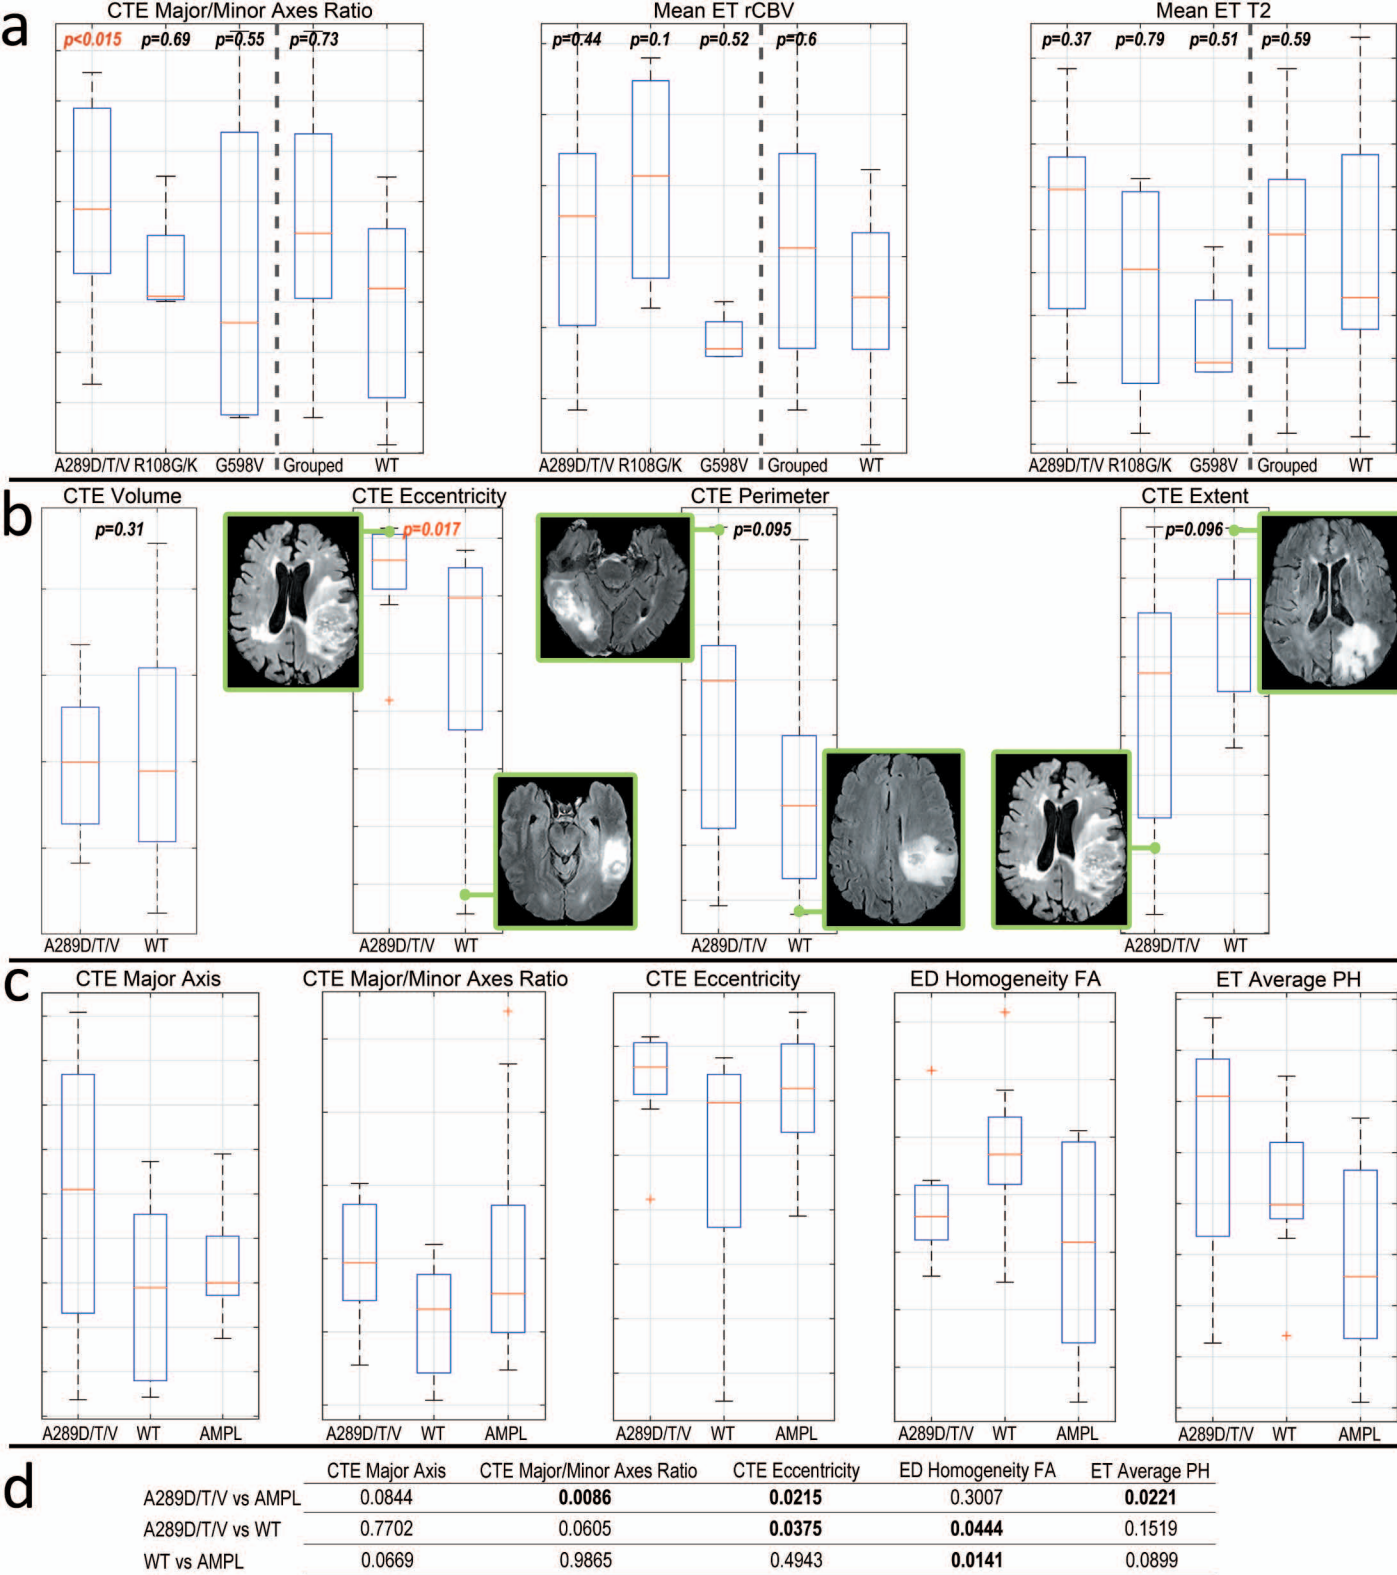 a
CTE Major/Minor Axes Ratio Mean ET rCBV Mean ET T2
p<0.015 p=0.69 p=0.55 p=0.73 p=0.44 p=0.1 p=0.52 p=0.6 p=0.37 p=0.79 p=0.51 p=0.59
A289D/T/V R108G/K G598V Grouped WT A289D/T/V R108G/K G598V Grouped WT A289D/T/V R108G/K G598V Grouped WT
b
CTE Volume CTE Eccentricity CTE Perimeter CTE Extent
p=0.31 p=0.017 p=0.095 p=0.096
A289D/T/V WT A289D/T/V WT A289D/T/V WT A289D/T/V WT
c
CTE Major Axis CTE Major/Minor Axes Ratio CTE Eccentricity ED Homogeneity FA ET Average PH
A289D/T/V WT AMPL A289D/T/V WT AMPL A289D/T/V WT AMPL A289D/T/V WT AMPL A289D/T/V WT AMPL
d
CTE Major Axis CTE Major/Minor Axes Ratio CTE Eccentricity ED Homogeneity FA ET Average PH
A289D/T/V vs AMPL 0.0844 0.0086 0.0215 0.3007 0.0221
A289D/T/V vs WT 0.7702 0.0605 0.0375 0.0444 0.1519
WT vs AMPL 0.0669 0.9865 0.4943 0.0141 0.0899